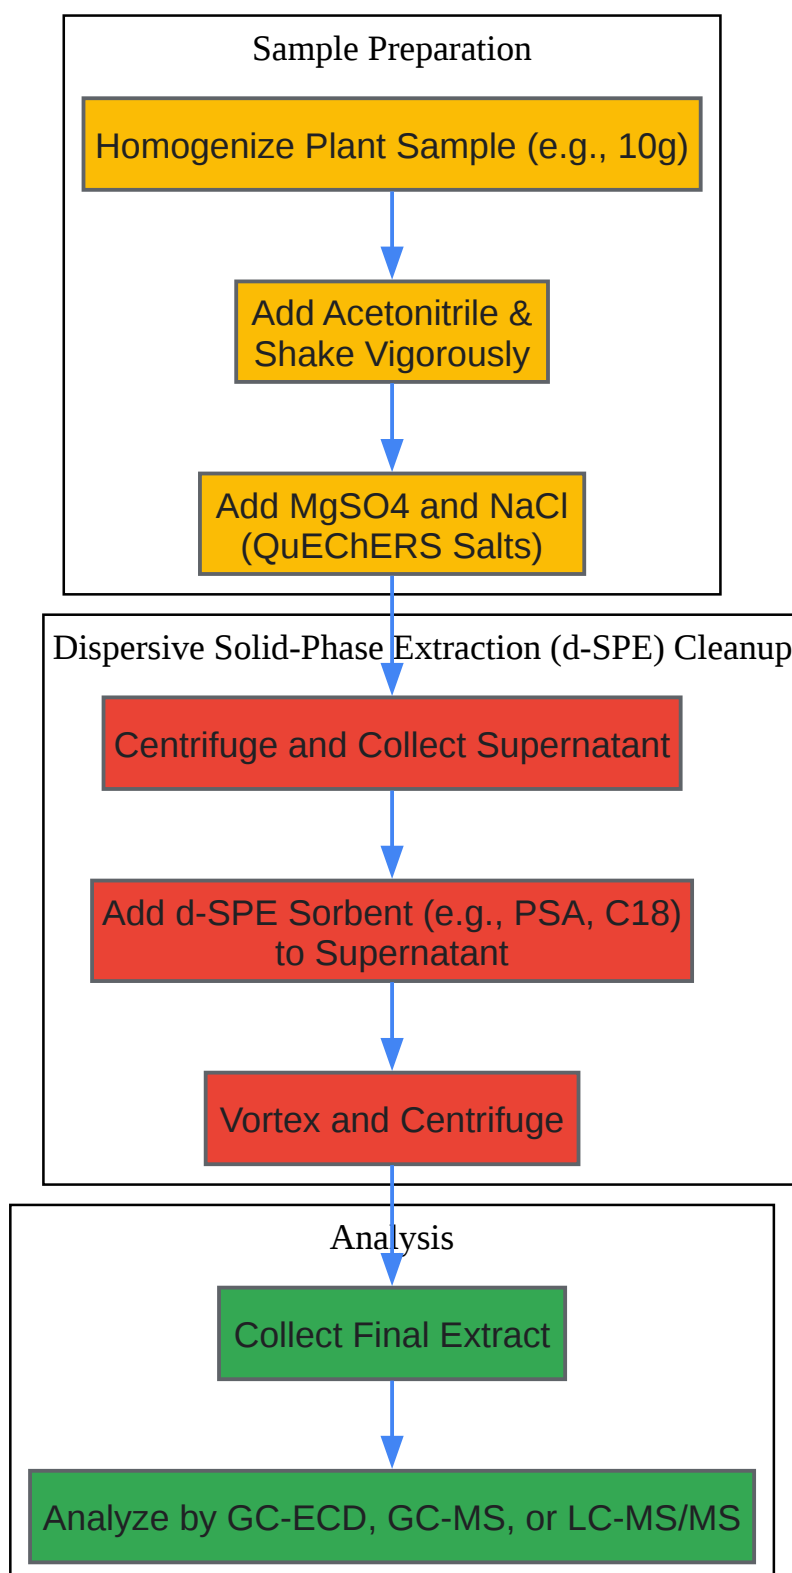 Sample Preparation
Homogenize Plant Sample (e.g., 10g)
Add Acetonitrile &
Shake Vigorously
Add MgSO4 and NaCl
(QuEChERS Salts)
Dispersive Solid-Phase Extraction (d-SPE) Cleanup
Centrifuge and Collect Supernatant
Add d-SPE Sorbent (e.g., PSA, C18)
to Supernatant
Vortex and Centrifuge
Analysis
Collect Final Extract
Analyze by GC-ECD, GC-MS, or LC-MS/MS